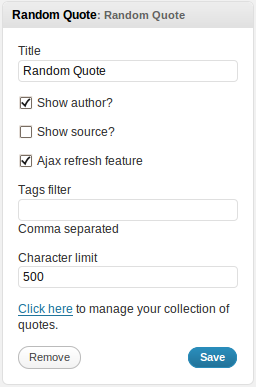 Random Quote: Random Quote
Title
Random Quote
Show author?
Show source?
Ajax refresh feature
Tags filter
Comma separated
Character limit
500
Click here to manage your collection of
quotes.
Remove Save